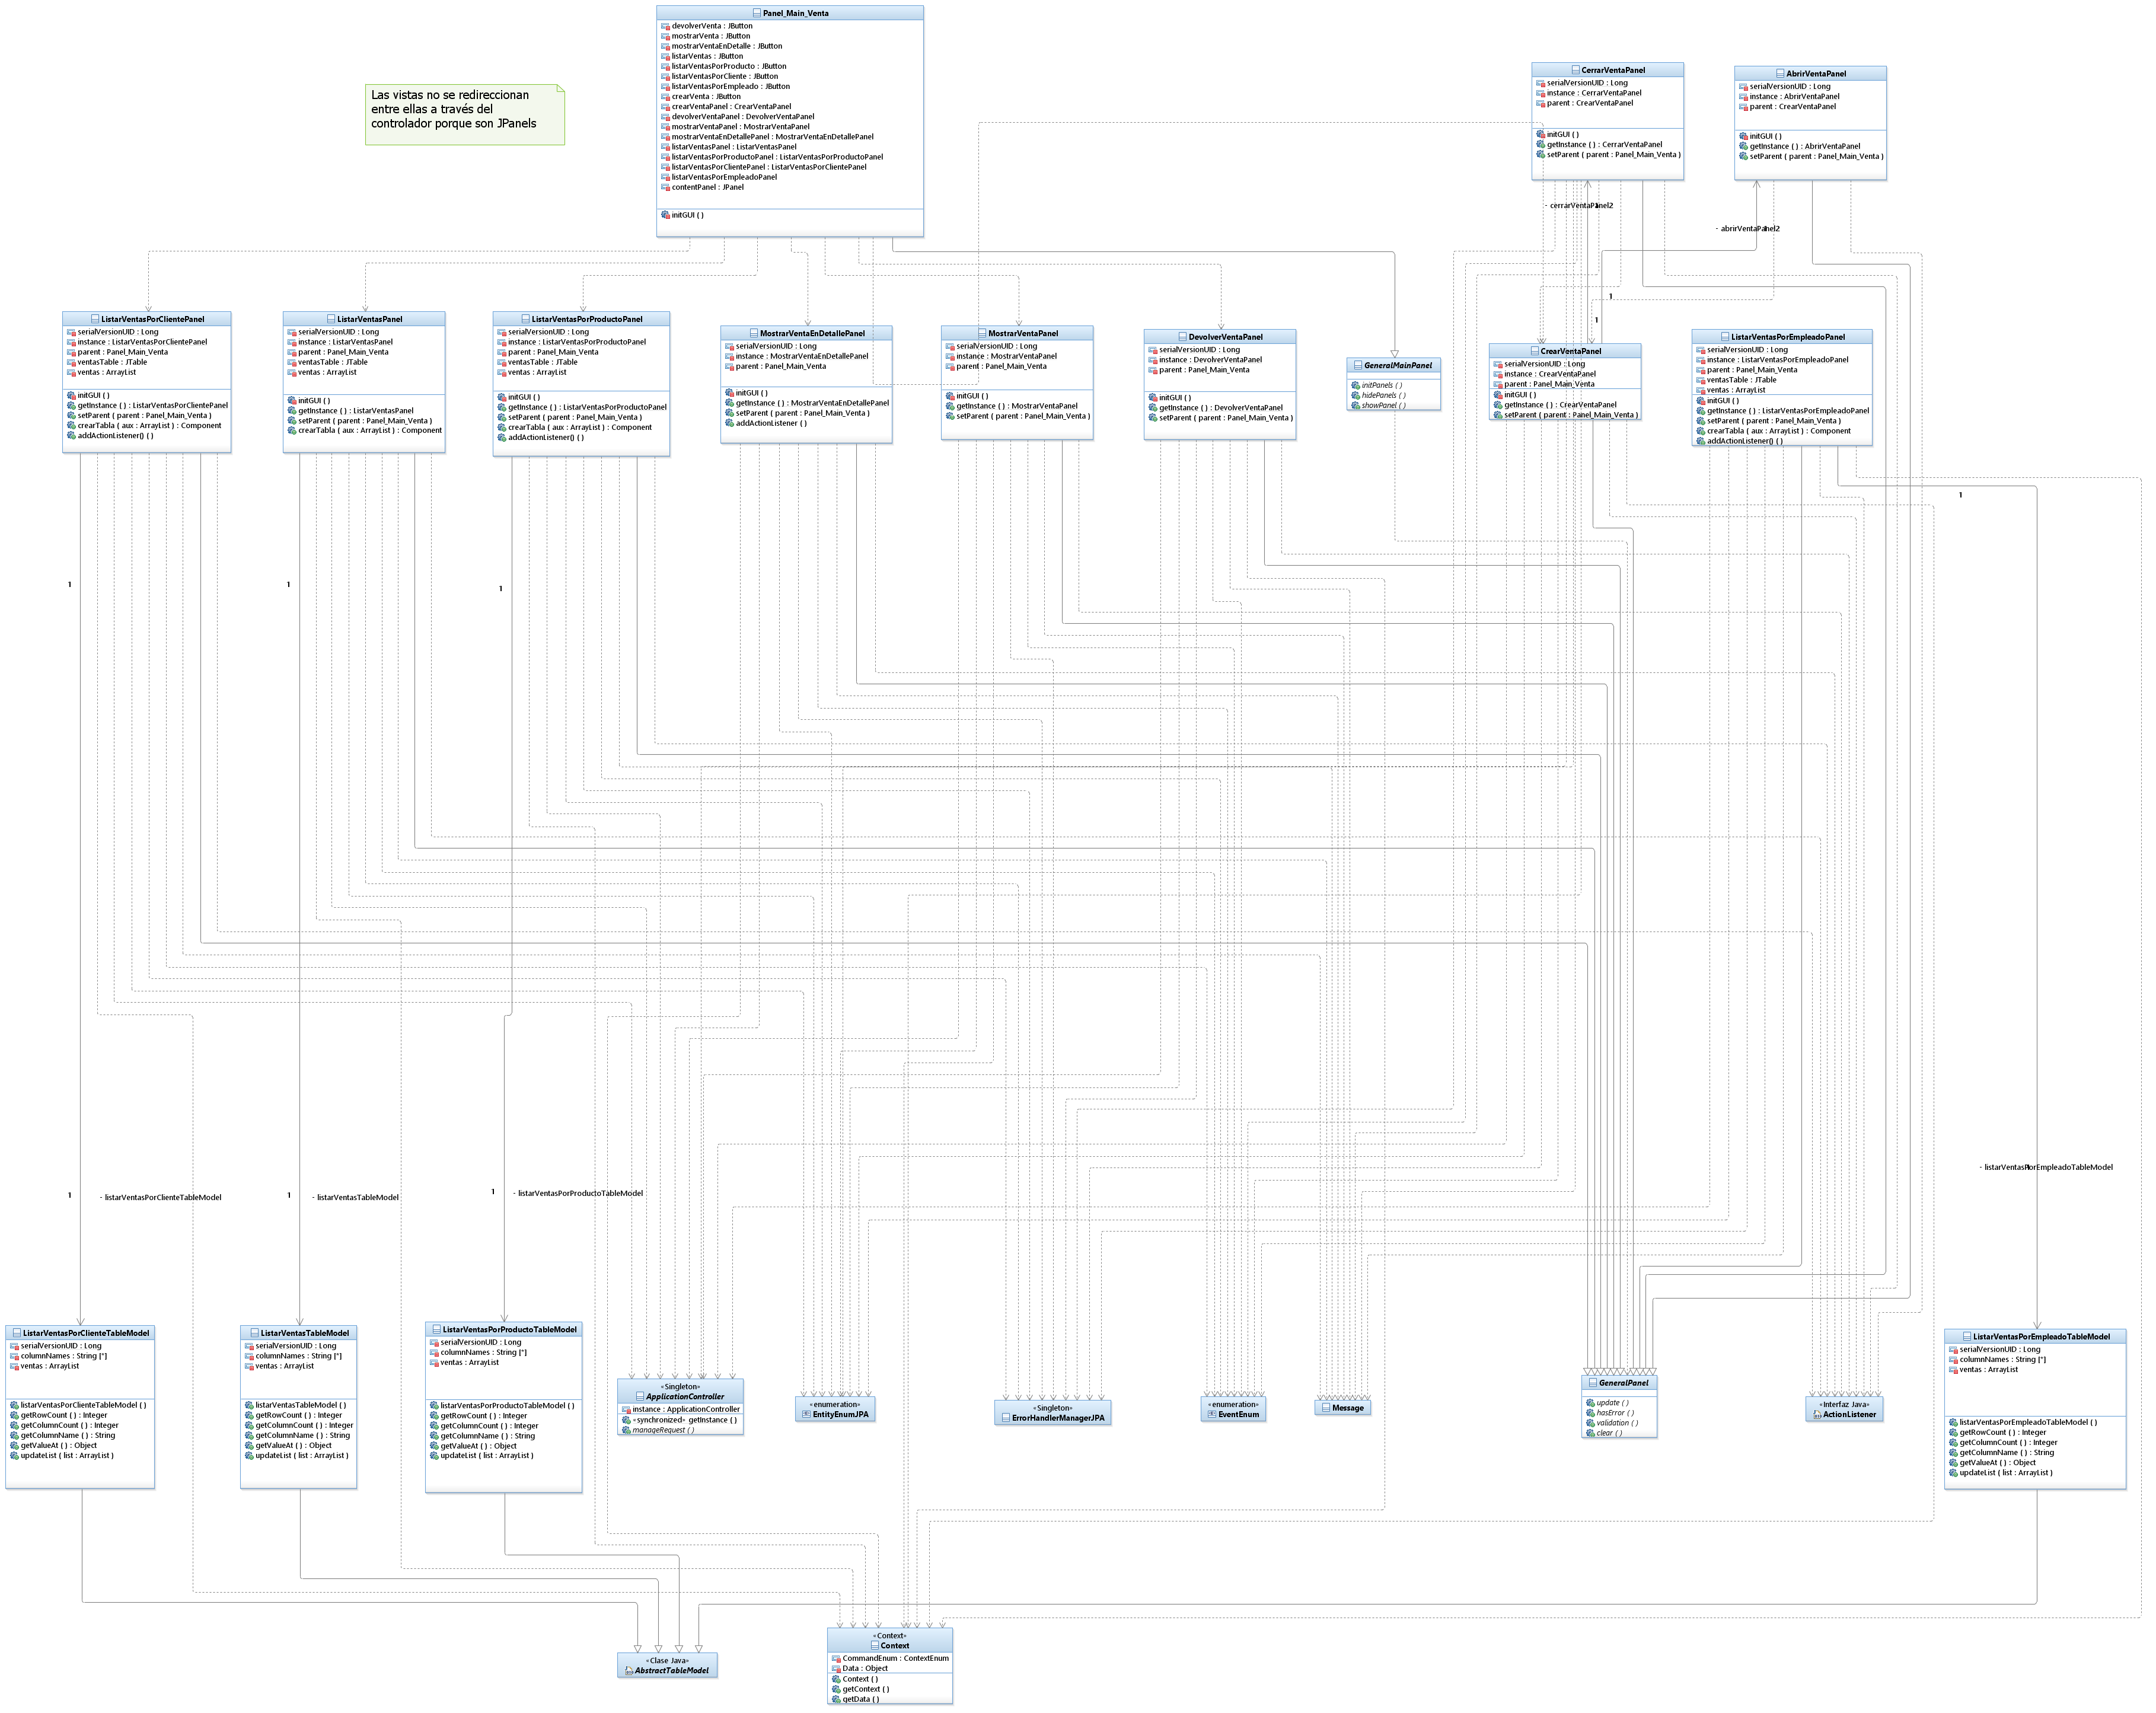 Panel_Main_Venta
devolverVenta : JButton
mostrarVenta : JButton
mostrarVentaEnDetalle : JButton
listarVentas : JButton
listarVentasPorProducto : JButton
listarVentasPorCliente : JButton
listarVentasPorEmpleado : JButton
crearVenta : JButton
crearVentaPanel : CrearVentaPanel
devolverVentaPanel : DevolverVentaPanel
mostrarVentaPanel : MostrarVentaPanel
mostrarVentaEnDetallePanel : MostrarVentaEnDetallePanel
listarVentasPanel : ListarVentasPanel
listarVentasPorProductoPanel : ListarVentasPorProductoPanel
listarVentasPorClientePanel : ListarVentasPorClientePanel
listarVentasPorEmpleadoPanel
contentPanel : JPanel
initGUI ( )
Las vistas no se redireccionan
entre ellas a través del
controlador porque son JPanels
CerrarVentaPanel
serialVersionUID : Long
instance : CerrarVentaPanel
parent : CrearVentaPanel
initGUI ( )
getInstance ( ) : CerrarVentaPanel
setParent ( parent : Panel_Main_Venta )
AbrirVentaPanel
serialVersionUID : Long
instance : AbrirVentaPanel
parent : CrearVentaPanel
initGUI ( )
getInstance ( ) : AbrirVentaPanel
setParent ( parent : Panel_Main_Venta )
- cerrarVentaPanel2
1
- abrirVentaPanel2
1
1
1
ListarVentasPorClientePanel
serialVersionUID : Long
instance : ListarVentasPorClientePanel
parent : Panel_Main_Venta
ventasTable : JTable
ventas : ArrayList
initGUI ( )
getInstance ( ) : ListarVentasPorClientePanel
setParent ( parent : Panel_Main_Venta )
crearTabla ( aux : ArrayList ) : Component
addActionListener() ( )
ListarVentasPanel
serialVersionUID : Long
instance : ListarVentasPanel
parent : Panel_Main_Venta
ventasTable : JTable
ventas : ArrayList
initGUI ( )
getInstance ( ) : ListarVentasPanel
setParent ( parent : Panel_Main_Venta )
crearTabla ( aux : ArrayList ) : Component
ListarVentasPorProductoPanel
serialVersionUID : Long
instance : ListarVentasPorProductoPanel
parent : Panel_Main_Venta
ventasTable : JTable
ventas : ArrayList
initGUI ( )
getInstance ( ) : ListarVentasPorProductoPanel
setParent ( parent : Panel_Main_Venta )
crearTabla ( aux : ArrayList ) : Component
addActionListener() ( )
MostrarVentaEnDetallePanel
serialVersionUID : Long
instance : MostrarVentaEnDetallePanel
parent : Panel_Main_Venta
initGUI ( )
getInstance ( ) : MostrarVentaEnDetallePanel
setParent ( parent : Panel_Main_Venta )
addActionListener ( )
MostrarVentaPanel
serialVersionUID : Long
instance : MostrarVentaPanel
parent : Panel_Main_Venta
initGUI ( )
getInstance ( ) : MostrarVentaPanel
setParent ( parent : Panel_Main_Venta )
DevolverVentaPanel
serialVersionUID : Long
instance : DevolverVentaPanel
parent : Panel_Main_Venta
initGUI ( )
getInstance ( ) : DevolverVentaPanel
setParent ( parent : Panel_Main_Venta )
GeneralMainPanel
initPanels ( )
hidePanels ( )
showPanel ( )
CrearVentaPanel
serialVersionUID : Long
instance : CrearVentaPanel
parent : Panel_Main_Venta
initGUI ( )
getInstance ( ) : CrearVentaPanel
setParent ( parent : Panel_Main_Venta )
ListarVentasPorEmpleadoPanel
serialVersionUID : Long
instance : ListarVentasPorEmpleadoPanel
parent : Panel_Main_Venta
ventasTable : JTable
ventas : ArrayList
initGUI ( )
getInstance ( ) : ListarVentasPorEmpleadoPanel
setParent ( parent : Panel_Main_Venta )
crearTabla ( aux : ArrayList ) : Component
addActionListener() ( )
1
1
1
1
1
- listarVentasPorClienteTableModel
1
- listarVentasTableModel
1
- listarVentasPorProductoTableModel
- listarVentasPorEmpleadoTableModel
1
ListarVentasPorClienteTableModel
serialVersionUID : Long
columnNames : String [*]
ventas : ArrayList
listarVentasPorClienteTableModel ( )
getRowCount ( ) : Integer
getColumnCount ( ) : Integer
getColumnName ( ) : String
getValueAt ( ) : Object
updateList ( list : ArrayList )
ListarVentasTableModel
serialVersionUID : Long
columnNames : String [*]
ventas : ArrayList
listarVentasTableModel ( )
getRowCount ( ) : Integer
getColumnCount ( ) : Integer
getColumnName ( ) : String
getValueAt ( ) : Object
updateList ( list : ArrayList )
ListarVentasPorProductoTableModel
serialVersionUID : Long
columnNames : String [*]
ventas : ArrayList
listarVentasPorProductoTableModel ( )
getRowCount ( ) : Integer
getColumnCount ( ) : Integer
getColumnName ( ) : String
getValueAt ( ) : Object
updateList ( list : ArrayList )
«Singleton»
ApplicationController
instance : ApplicationController
«synchronized» getInstance ( )
manageRequest ( )
«enumeration»
EntityEnumJPA
«Singleton»
ErrorHandlerManagerJPA
«enumeration»
EventEnum
Message
GeneralPanel
update ( )
hasError ( )
validation ( )
clear ( )
«Interfaz Java»
ActionListener
ListarVentasPorEmpleadoTableModel
serialVersionUID : Long
columnNames : String [*]
ventas : ArrayList
listarVentasPorEmpleadoTableModel ( )
getRowCount ( ) : Integer
getColumnCount ( ) : Integer
getColumnName ( ) : String
getValueAt ( ) : Object
updateList ( list : ArrayList )
«Clase Java»
AbstractTableModel
«Context»
Context
CommandEnum : ContextEnum
Data : Object
Context ( )
getContext ( )
getData ( )